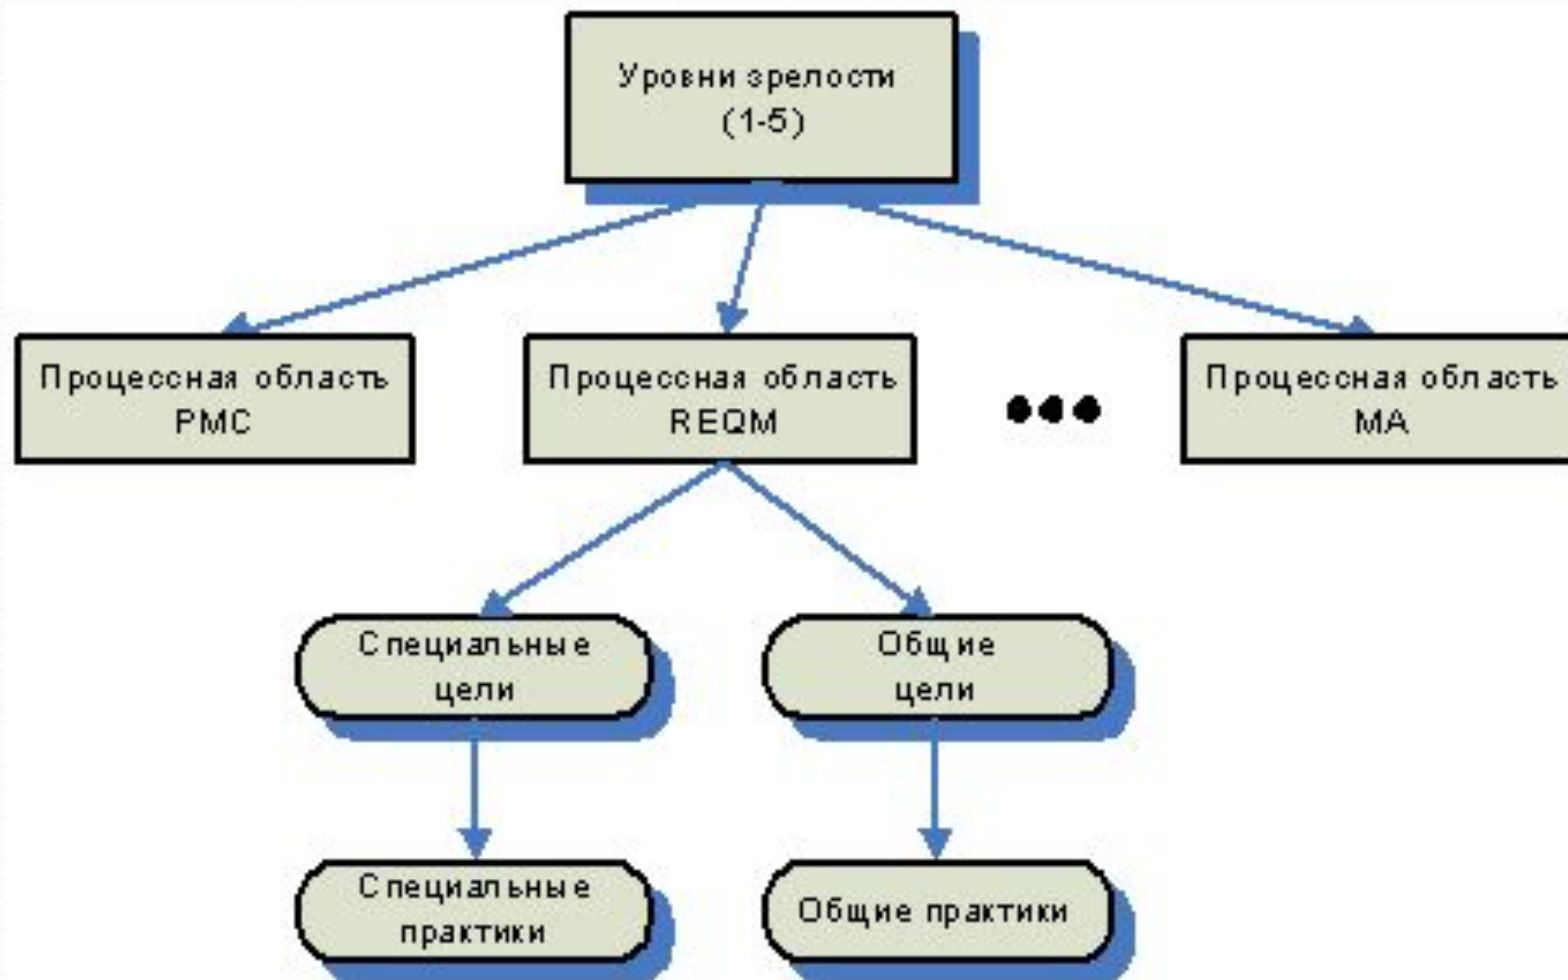 Уровни зрелости
(1-5)
Процессная область
PMC
Процессная область
REQM
Процессная область
MA
Специальные
цели
Общие
цели
Специальные
практики
Общие практики